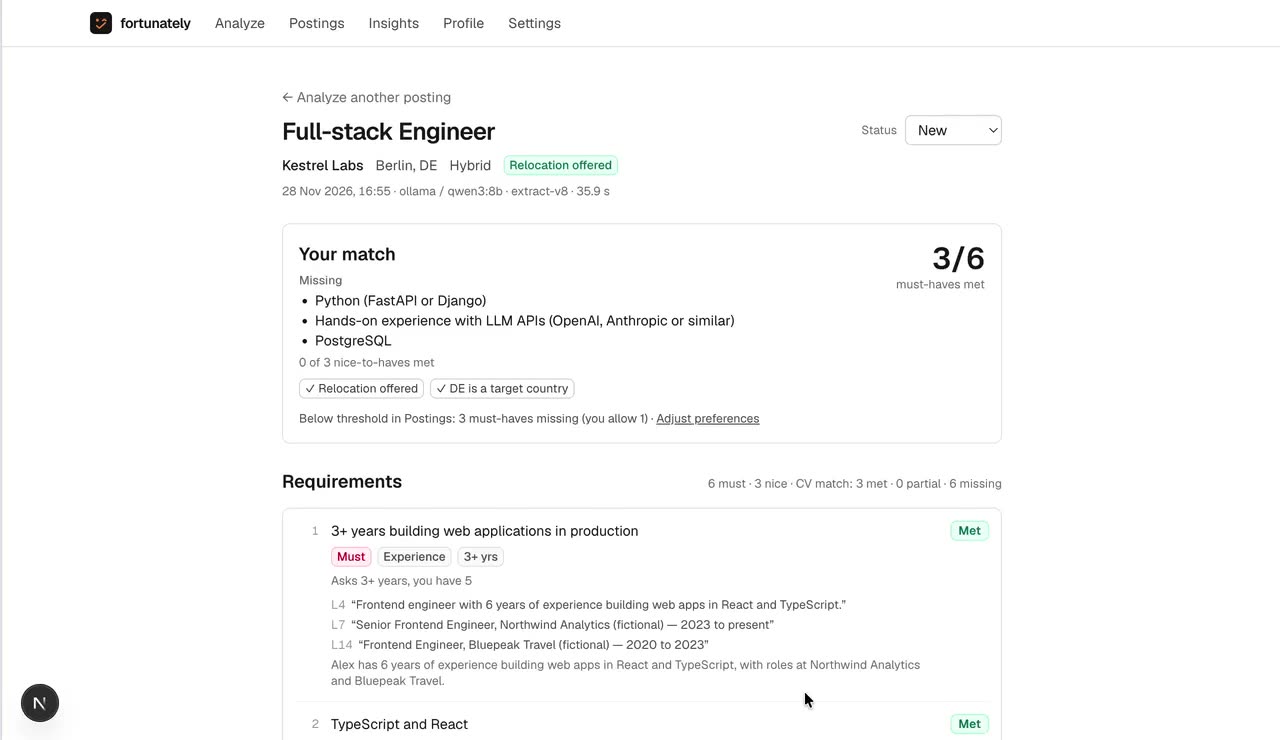 fortunately Analyze Postings Insights Profile Settings
← Analyze another posting
Full-stack Engineer
Status New
Kestrel Labs Berlin, DE Hybrid Relocation offered
28 Nov 2026, 16:55 · ollama / qwen3:8b · extract-v8 · 35.9 s
Your match
3/6
must-haves met
Missing
• Python (FastAPI or Django)
• Hands-on experience with LLM APIs (OpenAI, Anthropic or similar)
• PostgreSQL
0 of 3 nice-to-haves met
✓ Relocation offered ✓ DE is a target country
Below threshold in Postings: 3 must-haves missing (you allow 1) · Adjust preferences
Requirements
6 must · 3 nice · CV match: 3 met · 0 partial · 6 missing
1 3+ years building web applications in production Met
Must Experience 3+ yrs
Asks 3+ years, you have 5
L4 “Frontend engineer with 6 years of experience building web apps in React and TypeScript.”
L7 “Senior Frontend Engineer, Northwind Analytics (fictional) — 2023 to present”
L14 “Frontend Engineer, Bluepeak Travel (fictional) — 2020 to 2023”
Alex has 6 years of experience building web apps in React and TypeScript, with roles at Northwind Analytics
and Bluepeak Travel.
N
2 TypeScript and React Met